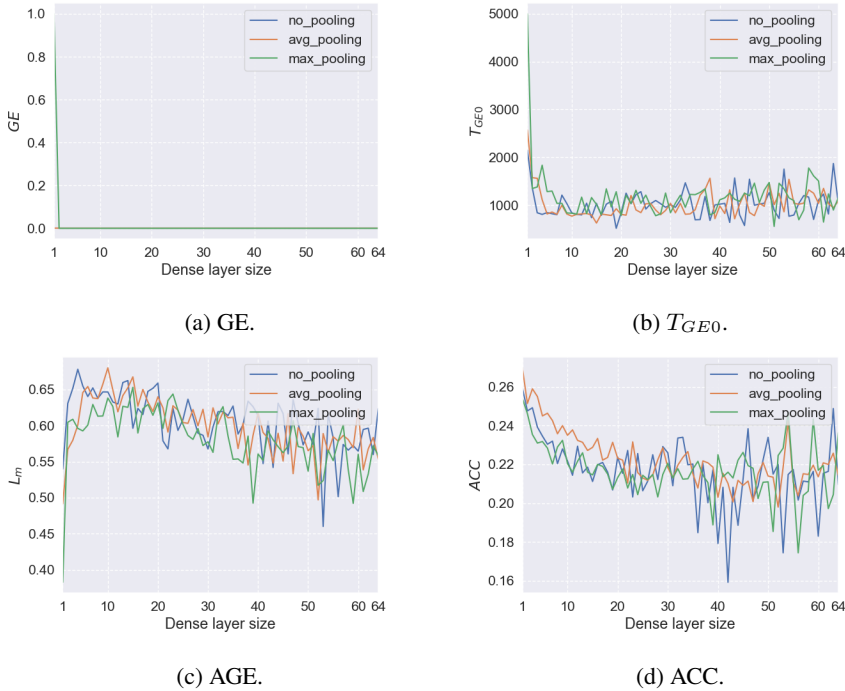 no_pooling
avg_pooling
max_pooling
1.0
0.8
0.6
0.4
0.2
0.0
GE
1 10 20 30 40 50 60 64
Dense layer size
(a) GE.
no_pooling
avg_pooling
max_pooling
5000
4000
3000
2000
1000
T_GE0
1 10 20 30 40 50 60 64
Dense layer size
(b) T_GE0.
no_pooling
avg_pooling
max_pooling
0.65
0.60
0.55
0.50
0.45
0.40
L_m
1 10 20 30 40 50 60 64
Dense layer size
(c) AGE.
no_pooling
avg_pooling
max_pooling
0.26
0.24
0.22
0.20
0.18
0.16
ACC
1 10 20 30 40 50 60 64
Dense layer size
(d) ACC.